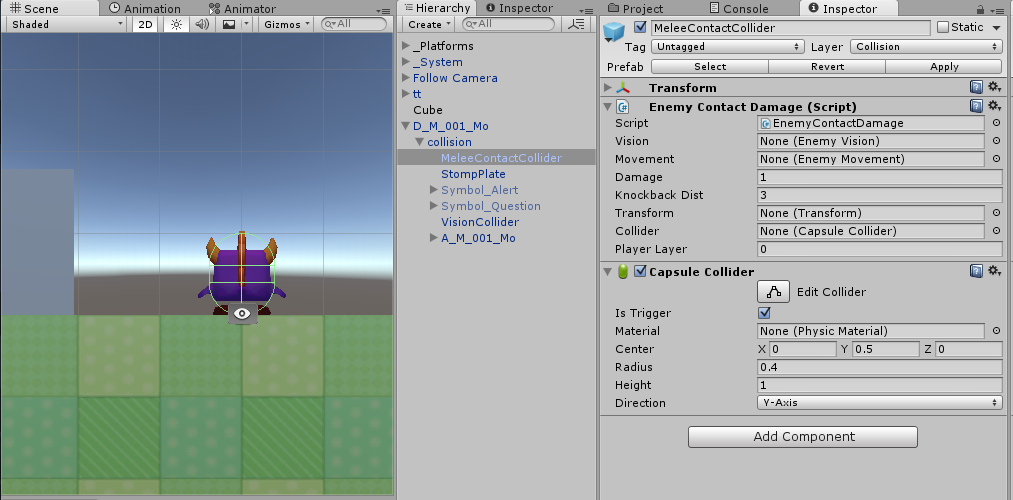 Scene Animation Animator
Shaded 2D Gizmos All
Hierarchy Inspector
Create All
_Platforms
_System
Follow Camera
tt
Cube
D_M_001_Mo
collision
MeleeContactCollider
StompPlate
Symbol_Alert
Symbol_Question
VisionCollider
A_M_001_Mo
Project Console Inspector
MeleeContactCollider Static
Tag Untagged Layer Collision
Prefab Select Revert Apply
Transform
Enemy Contact Damage (Script)
Script EnemyContactDamage
Vision None (Enemy Vision)
Movement None (Enemy Movement)
Damage 1
Knockback Dist 3
Transform None (Transform)
Collider None (Capsule Collider)
Player Layer 0
Capsule Collider
Edit Collider
Is Trigger
Material None (Physic Material)
Center X 0 Y 0.5 Z 0
Radius 0.4
Height 1
Direction Y-Axis
Add Component